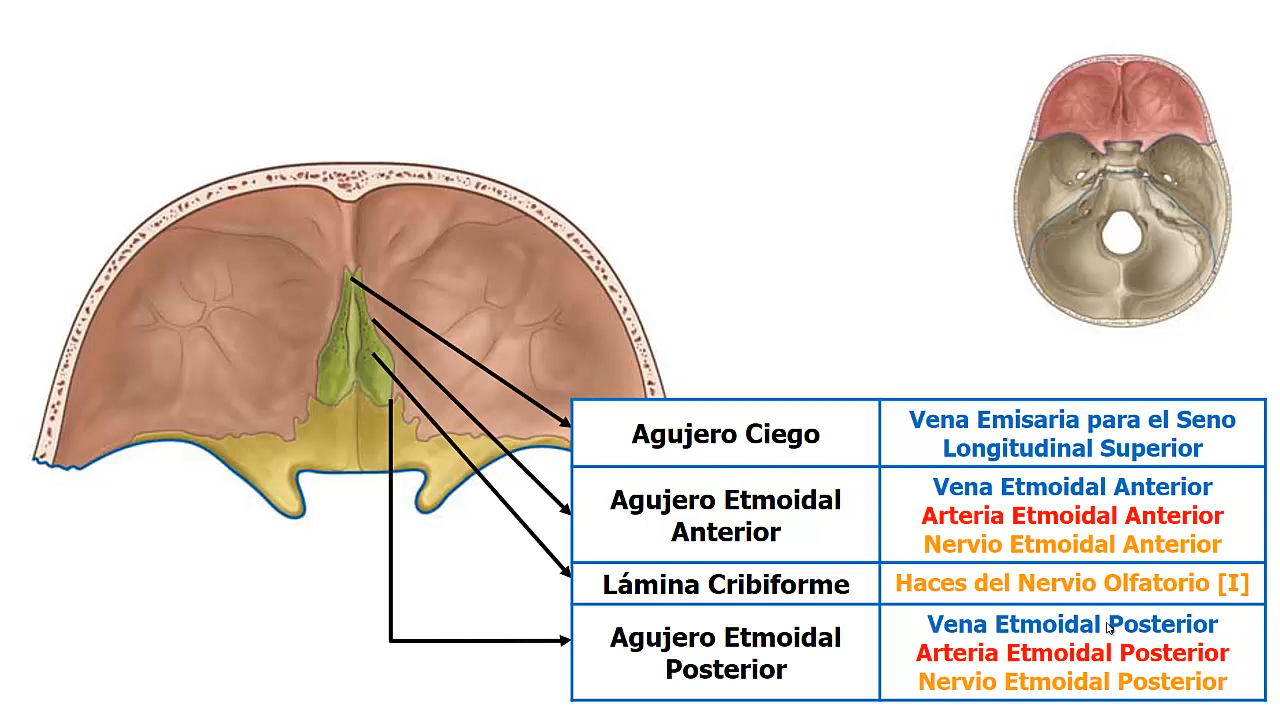 Agujero Ciego
Vena Emisaria para el Seno
Longitudinal Superior
Agujero Etmoidal
Anterior
Vena Etmoidal Anterior
Arteria Etmoidal Anterior
Nervio Etmoidal Anterior
Lámina Cribiforme
Haces del Nervio Olfatorio [I]
Agujero Etmoidal
Posterior
Vena Etmoidal Posterior
Arteria Etmoidal Posterior
Nervio Etmoidal Posterior